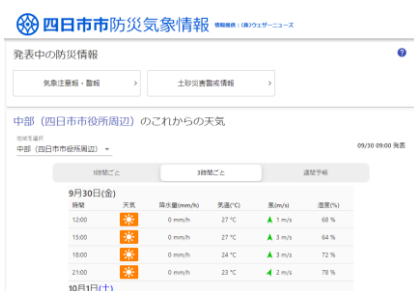 四日市市防災気象情報 情報提供：(株)ウェザーニューズ
発表中の防災情報
気象注意報・警報
土砂災害警戒情報
中部（四日市市役所周辺）のこれからの天気
地域を選択
中部（四日市市役所周辺）
09/30 09:00 発表
1時間ごと 3時間ごと 週間予報
9月30日(金)
時間 天気 降水量(mm/h) 気温(℃) 風(m/s) 湿度(%)
12:00 0 mm/h 27 ℃ 1 m/s 60 %
15:00 0 mm/h 27 ℃ 3 m/s 64 %
18:00 0 mm/h 24 ℃ 3 m/s 72 %
21:00 0 mm/h 23 ℃ 2 m/s 78 %
10月1日(土)